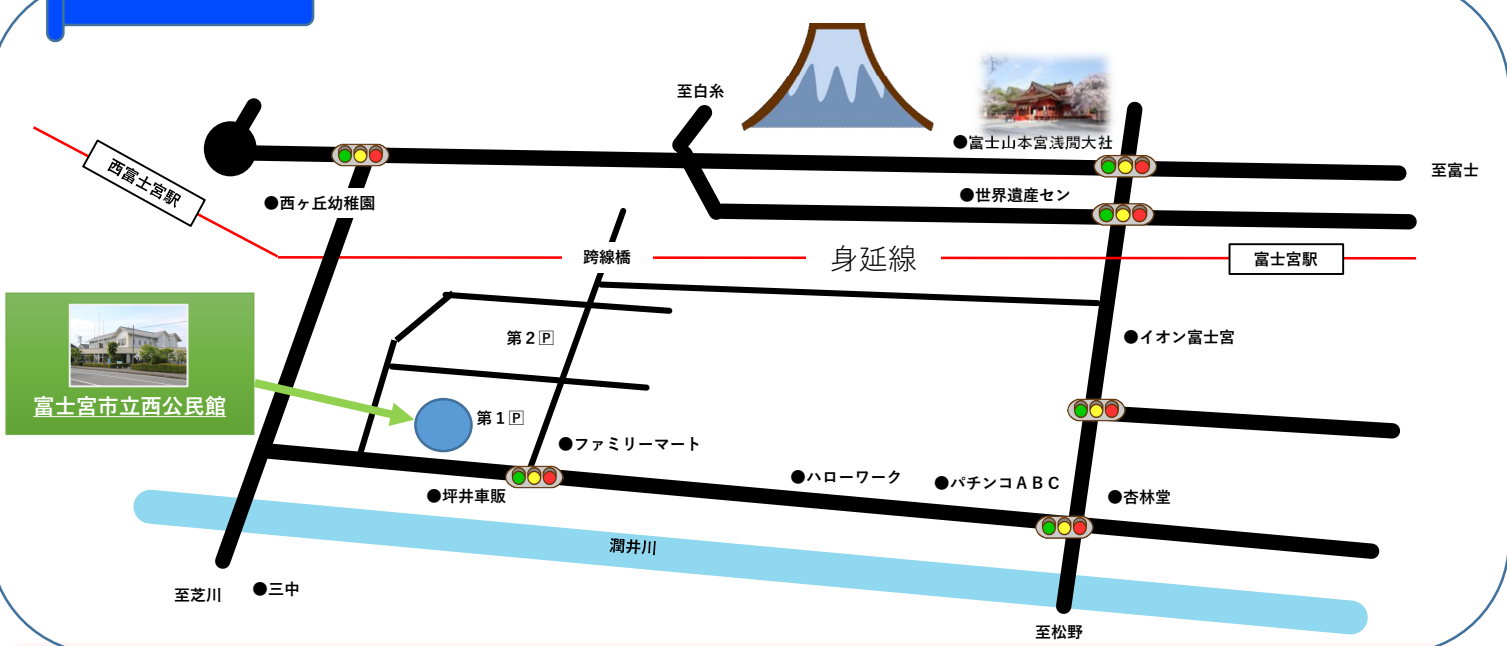 至白糸
●富士山本宮浅間大社
至富士
西富士宮駅
●西ヶ丘幼稚園
●世界遺産セン
跨線橋
身延線
富士宮駅
第2🄿
●イオン富士宮
富士宮市立西公民館
第1🄿
●ファミリーマート
●ハローワーク
●パチンコABC
●坪井車販
●杏林堂
潤井川
至芝川
●三中
至松野